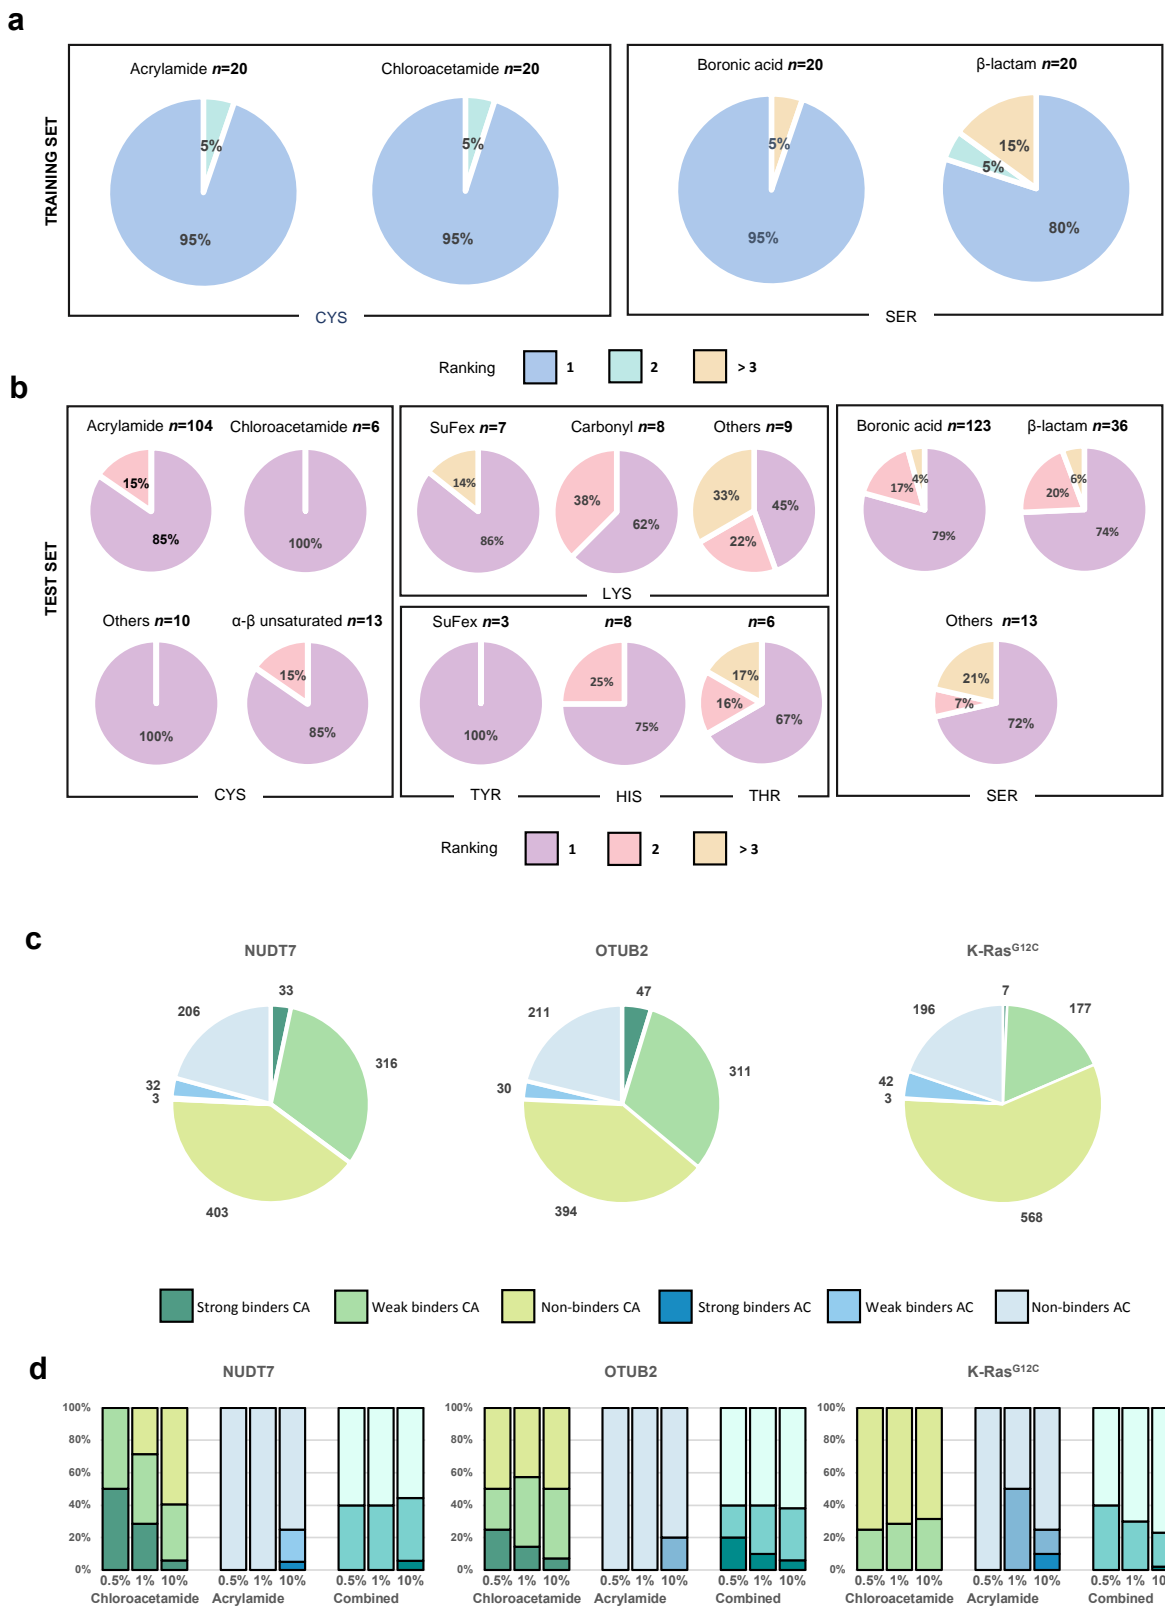 a
Acrylamide n=20
Chloroacetamide n=20
Boronic acid n=20
β-lactam n=20
TRAINING SET
5%
95%
5%
95%
5%
95%
15%
5%
80%
CYS
SER
Ranking 1 2 > 3
b
Acrylamide n=104
Chloroacetamide n=6
SuFex n=7
Carbonyl n=8
Others n=9
Boronic acid n=123
β-lactam n=36
TEST SET
15%
85%
100%
14%
86%
38%
62%
33%
45%
22%
4%
17%
79%
6%
20%
74%
LYS
Others n=10
α-β unsaturated n=13
SuFex n=3
n=8
n=6
Others n=13
100%
15%
85%
100%
25%
75%
17%
16%
67%
21%
7%
72%
CYS
TYR
HIS
THR
SER
Ranking 1 2 > 3
c
NUDT7
OTUB2
K-RasG12C
33
316
403
3
32
206
47
311
394
30
211
7
177
568
3
42
196
Strong binders CA
Weak binders CA
Non-binders CA
Strong binders AC
Weak binders AC
Non-binders AC
d
NUDT7
OTUB2
K-RasG12C
100%
80%
60%
40%
20%
0%
0.5% 1% 10%
0.5% 1% 10%
0.5% 1% 10%
Chloroacetamide
Acrylamide
Combined
100%
80%
60%
40%
20%
0%
0.5% 1% 10%
0.5% 1% 10%
0.5% 1% 10%
Chloroacetamide
Acrylamide
Combined
100%
80%
60%
40%
20%
0%
0.5% 1% 10%
0.5% 1% 10%
0.5% 1%
Chloroacetamide
Acrylamide
Combined